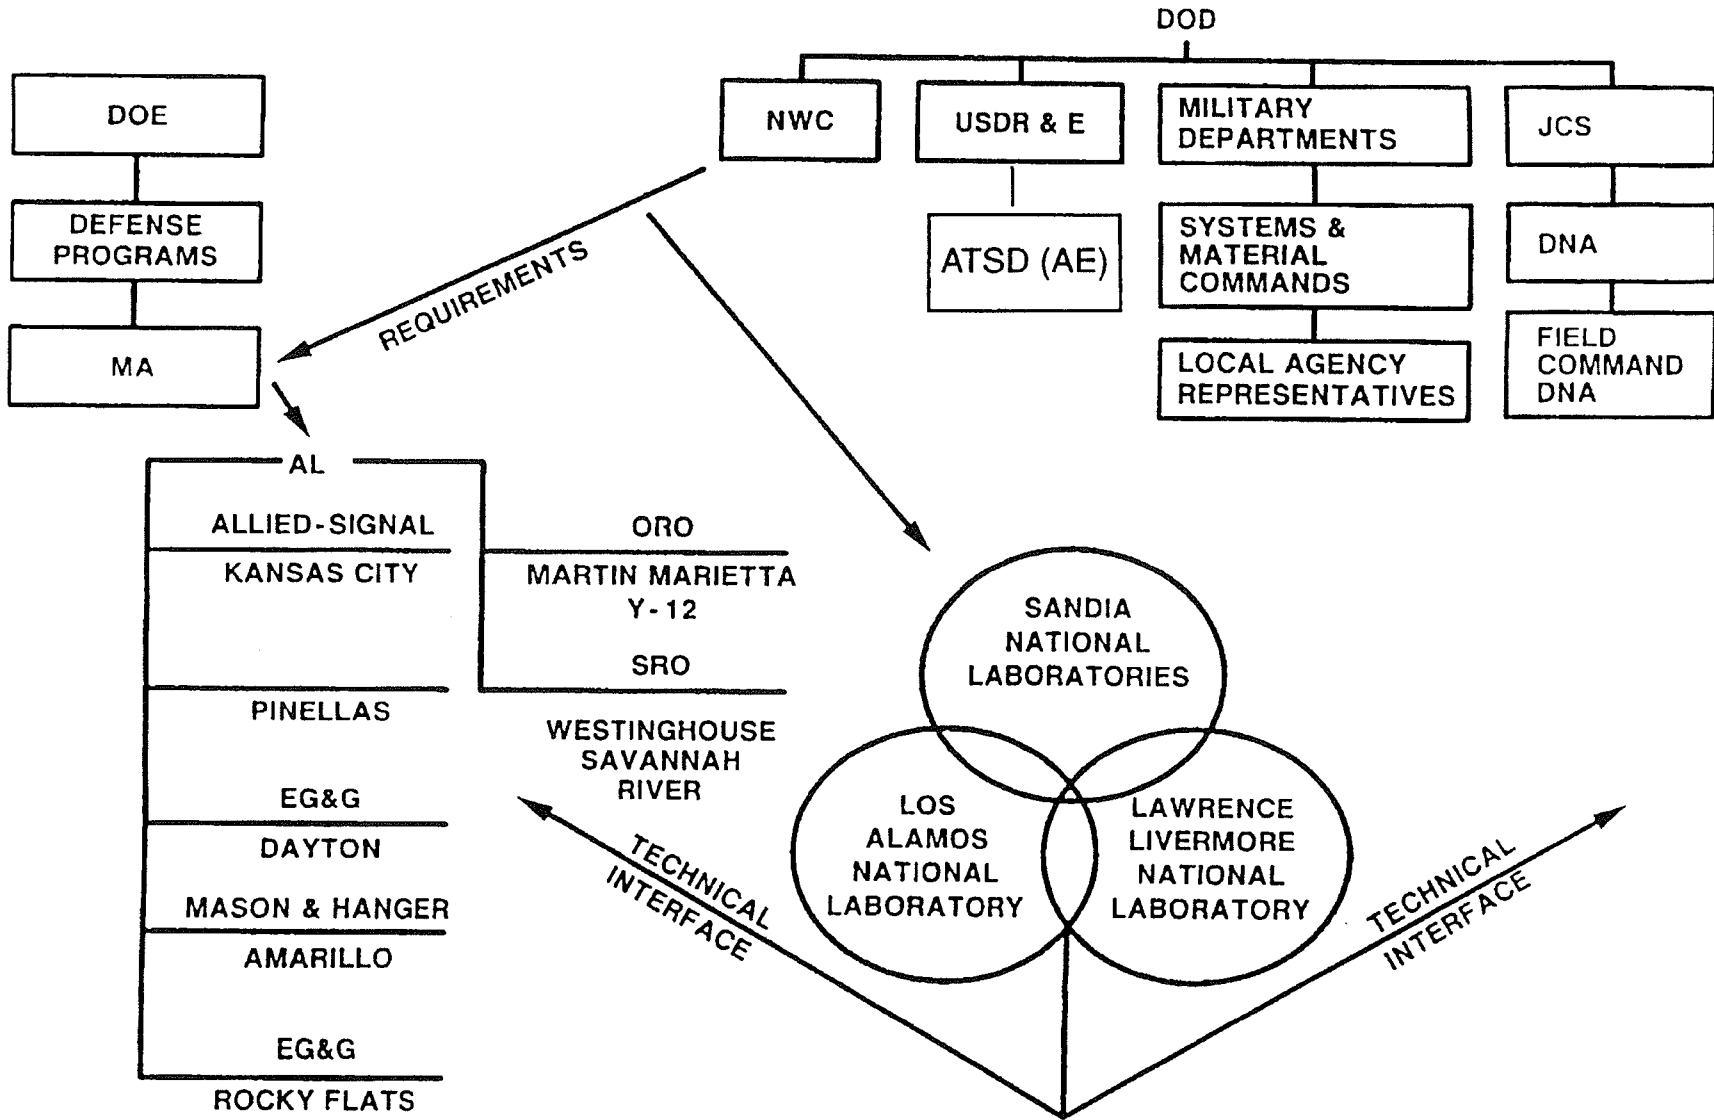 DOD
DOE
DEFENSE
PROGRAMS
MA
NWC
USDR & E
ATSD (AE)
MILITARY
DEPARTMENTS
SYSTEMS &
MATERIAL
COMMANDS
LOCAL AGENCY
REPRESENTATIVES
JCS
DNA
FIELD
COMMAND
DNA
REQUIREMENTS
AL
ALLIED-SIGNAL
KANSAS CITY
PINELLAS
EG&G
DAYTON
MASON & HANGER
AMARILLO
EG&G
ROCKY FLATS
ORO
MARTIN MARIETTA
Y-12
SRO
WESTINGHOUSE
SAVANNAH
RIVER
SANDIA
NATIONAL
LABORATORIES
LOS
ALAMOS
NATIONAL
LABORATORY
LAWRENCE
LIVERMORE
NATIONAL
LABORATORY
TECHNICAL
INTERFACE
TECHNICAL
INTERFACE